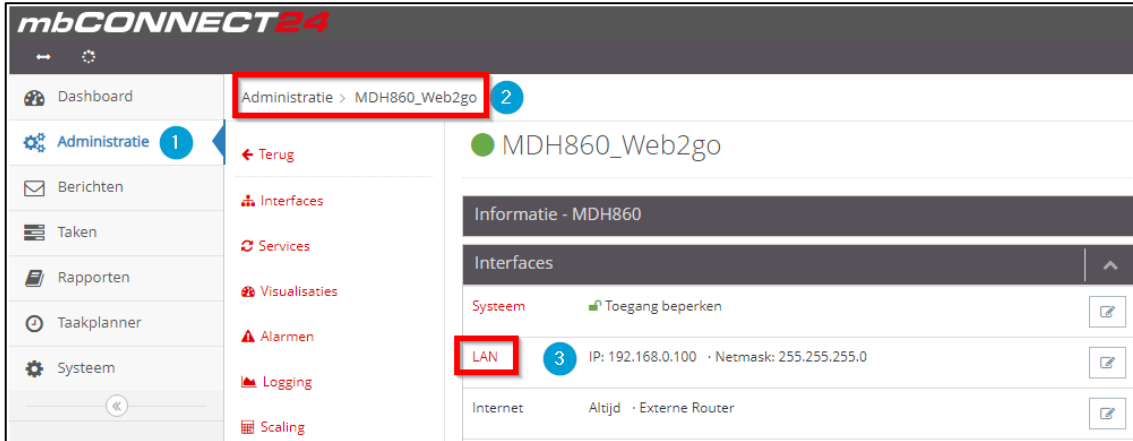 mbCONNECT24
Dashboard
Administratie 1
Berichten
Taken
Rapporten
Taakplanner
Systeem
Administratie > MDH860_Web2go 2
Terug
Interfaces
Services
Visualisaties
Alarmen
Logging
Scaling
MDH860_Web2go
Informatie - MDH860
Interfaces
Systeem Toegang beperken
LAN 3 IP: 192.168.0.100 · Netmask: 255.255.255.0
Internet Altijd · Externe Router